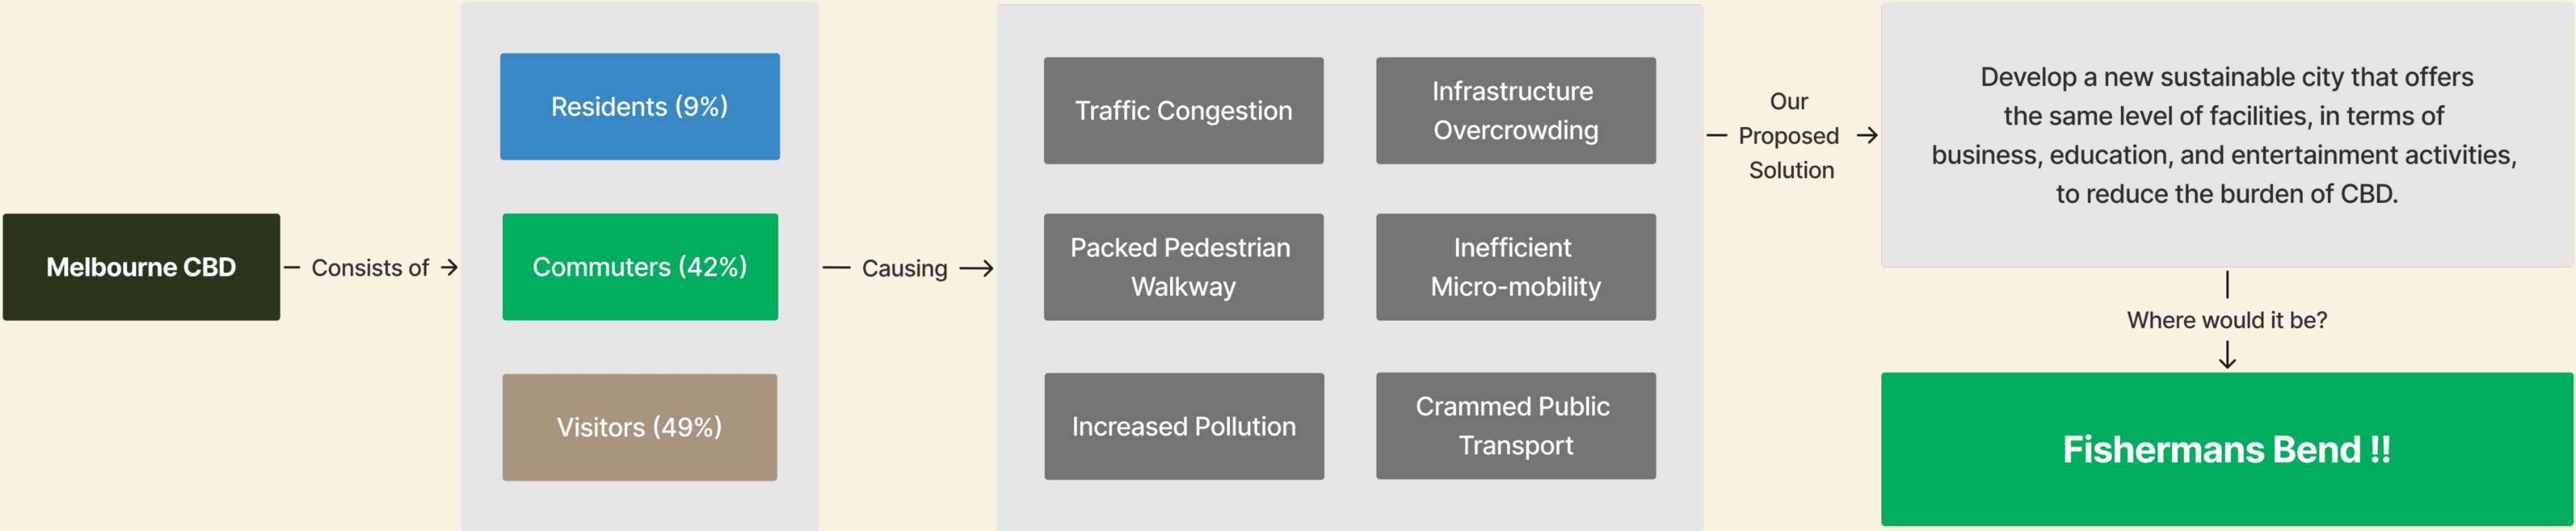 Melbourne CBD
Consists of
Residents (9%)
Commuters (42%)
Visitors (49%)
Causing
Traffic Congestion
Infrastructure
Overcrowding
Packed Pedestrian
Walkway
Inefficient
Micro-mobility
Increased Pollution
Crammed Public
Transport
Our
Proposed
Solution
Develop a new sustainable city that offers
the same level of facilities, in terms of
business, education, and entertainment activities,
to reduce the burden of CBD.
Where would it be?
Fishermans Bend !!